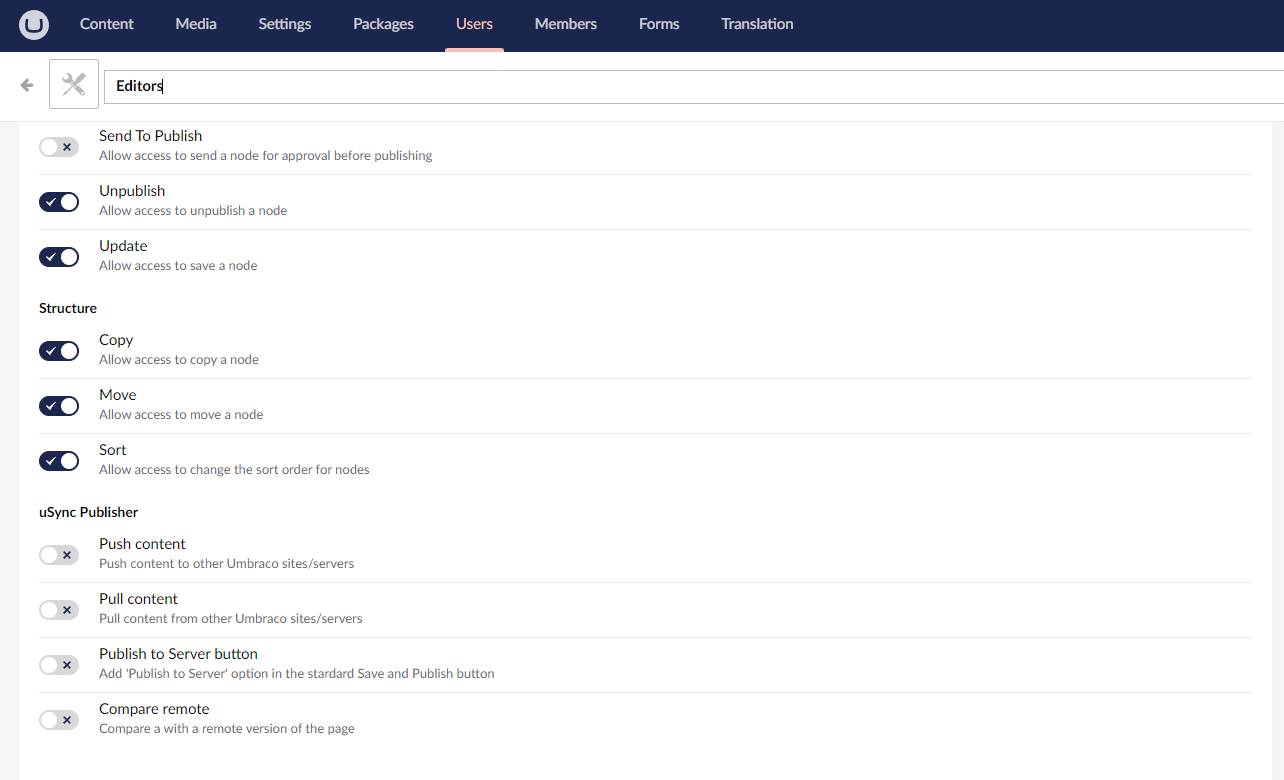 Content Media Settings Packages Users Members Forms Translation
Editors
Send To Publish
Allow access to send a node for approval before publishing
Unpublish
Allow access to unpublish a node
Update
Allow access to save a node
Structure
Copy
Allow access to copy a node
Move
Allow access to move a node
Sort
Allow access to change the sort order for nodes
uSync Publisher
Push content
Push content to other Umbraco sites/servers
Pull content
Pull content from other Umbraco sites/servers
Publish to Server button
Add 'Publish to Server' option in the stardard Save and Publish button
Compare remote
Compare a with a remote version of the page